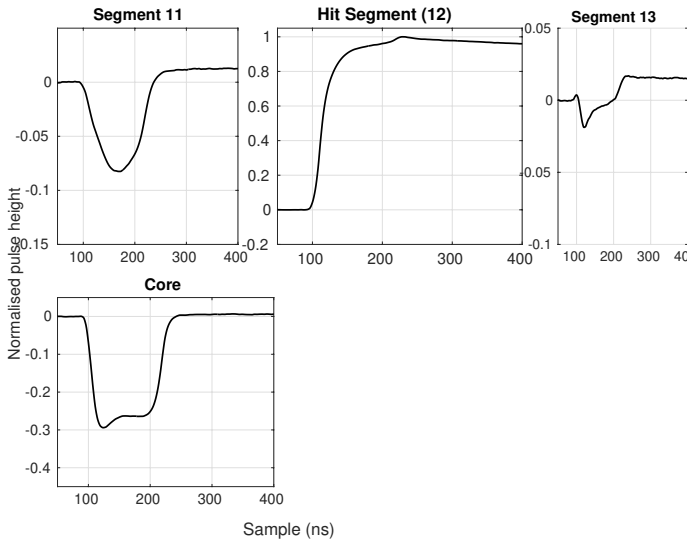 Segment 11
0
-0.05
-0.1
0.15
100 200 300 400
Hit Segment (12)
1
0.8
0.6
0.4
0.2
0
-0.2
100 200 300 400
Segment 13
0.05
0
0.05
-0.1
100 200 300 400
Normalised pulse height
Core
0
-0.1
-0.2
-0.3
-0.4
100 200 300 400
Sample (ns)